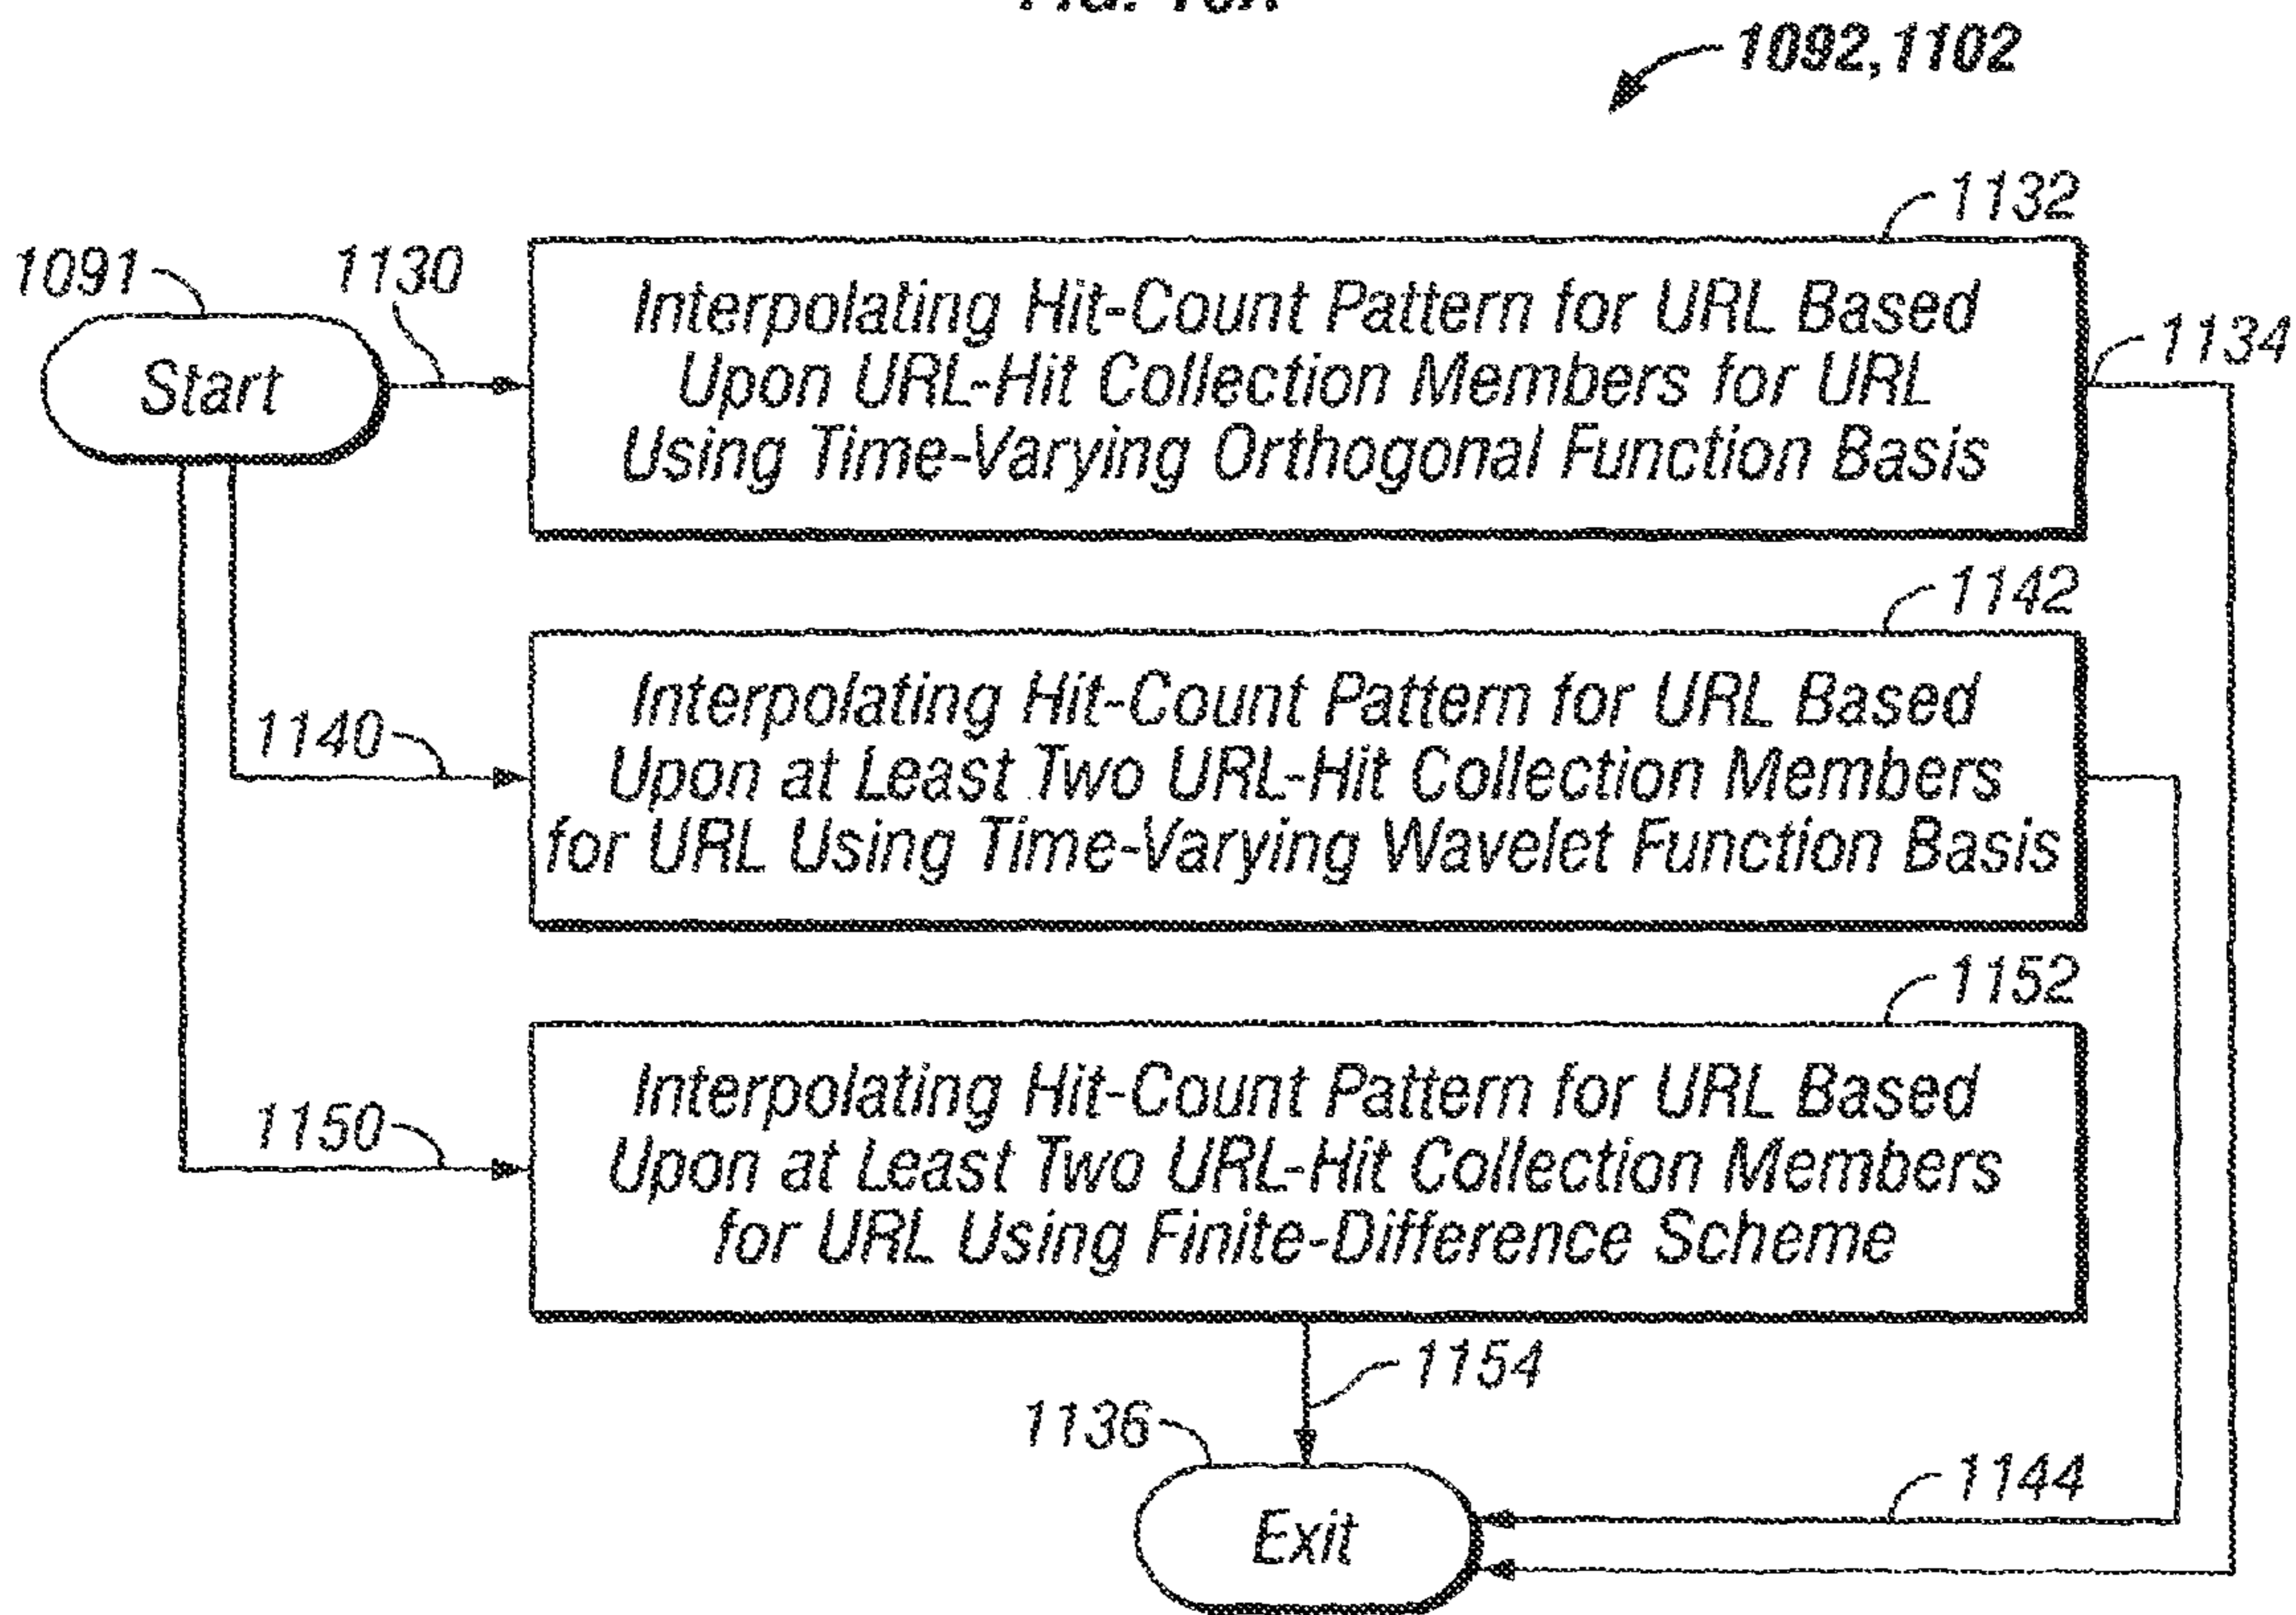 1092,1102
1132
1091
1130
Start
Interpolating Hit-Count Pattern for URL Based
Upon URL-Hit Collection Members for URL
Using Time-Varying Orthogonal Function Basis
1134
1142
1140
Interpolating Hit-Count Pattern for URL Based
Upon at Least Two URL-Hit Collection Members
for URL Using Time-Varying Wavelet Function Basis
1152
1150
Interpolating Hit-Count Pattern for URL Based
Upon at Least Two URL-Hit Collection Members
for URL Using Finite-Difference Scheme
1154
1136
Exit
1144